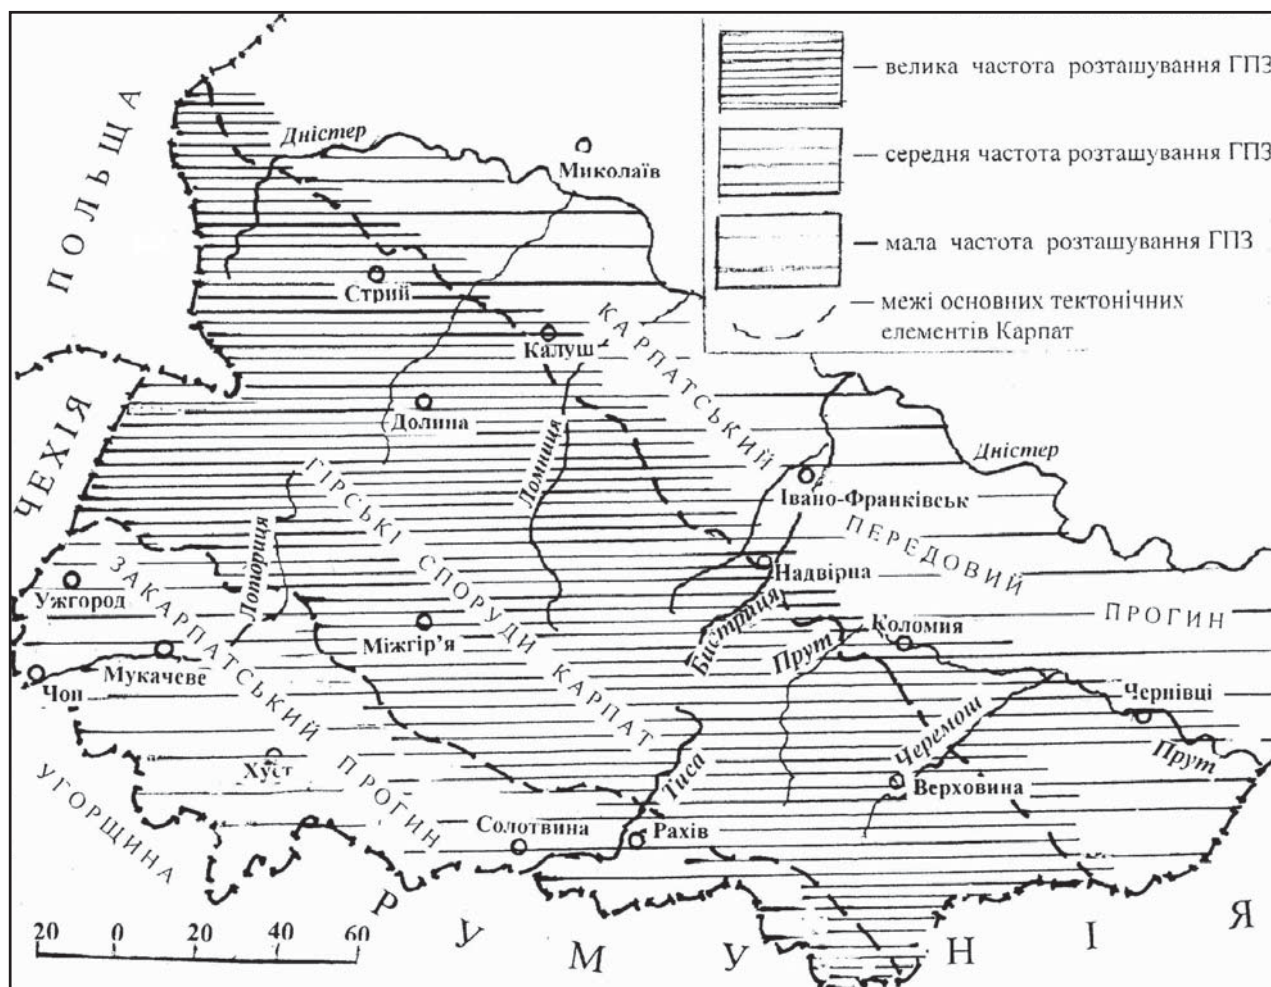 велика частота розташування ГПЗ
середня частота розташування ГПЗ
мала частота розташування ГПЗ
межі основних тектонічних
елементів Карпат
ПОЛЬЩА
Дністер
Миколаїв
Стрий
КАРПАТСЬКИЙ
Калуш
Долина
ЧЕХІЯ
Ломниця
Дністер
ГІРСЬКІ СПОРУДИ КАРПАТ
Івано-Франківськ
ПЕРЕДОВИЙ
ПРОГИН
Лоториця
ЗАКАРПАТСЬКИЙ ПРОГИН
Надвірна
Ужгород
Бистриця
Міжгір'я
Прут
Коломия
Мукачеве
Чоп
Чернівці
Черемош
Прут
Хуст
Тиса
Верховина
УГОРЩИНА
Солотвина
Рахів
РУМУНІЯ
20 0 20 40 60